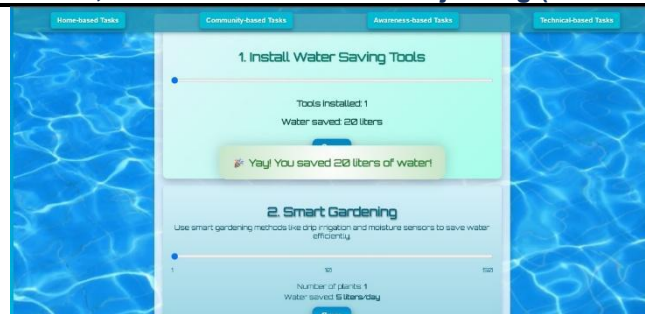 Home-based Tasks
Community-based Tasks
Awareness-based Tasks
Technical-based Tasks
1. Install Water Saving Tools
Tools Installed: 1
Water saved: 20 liters
🎉 Yay! You saved 20 liters of water!
2. Smart Gardening
Use smart gardening methods like drip irrigation and moisture sensors to save water
efficiently.
1
Number of plants: 1
Water saved: 5 liters/day